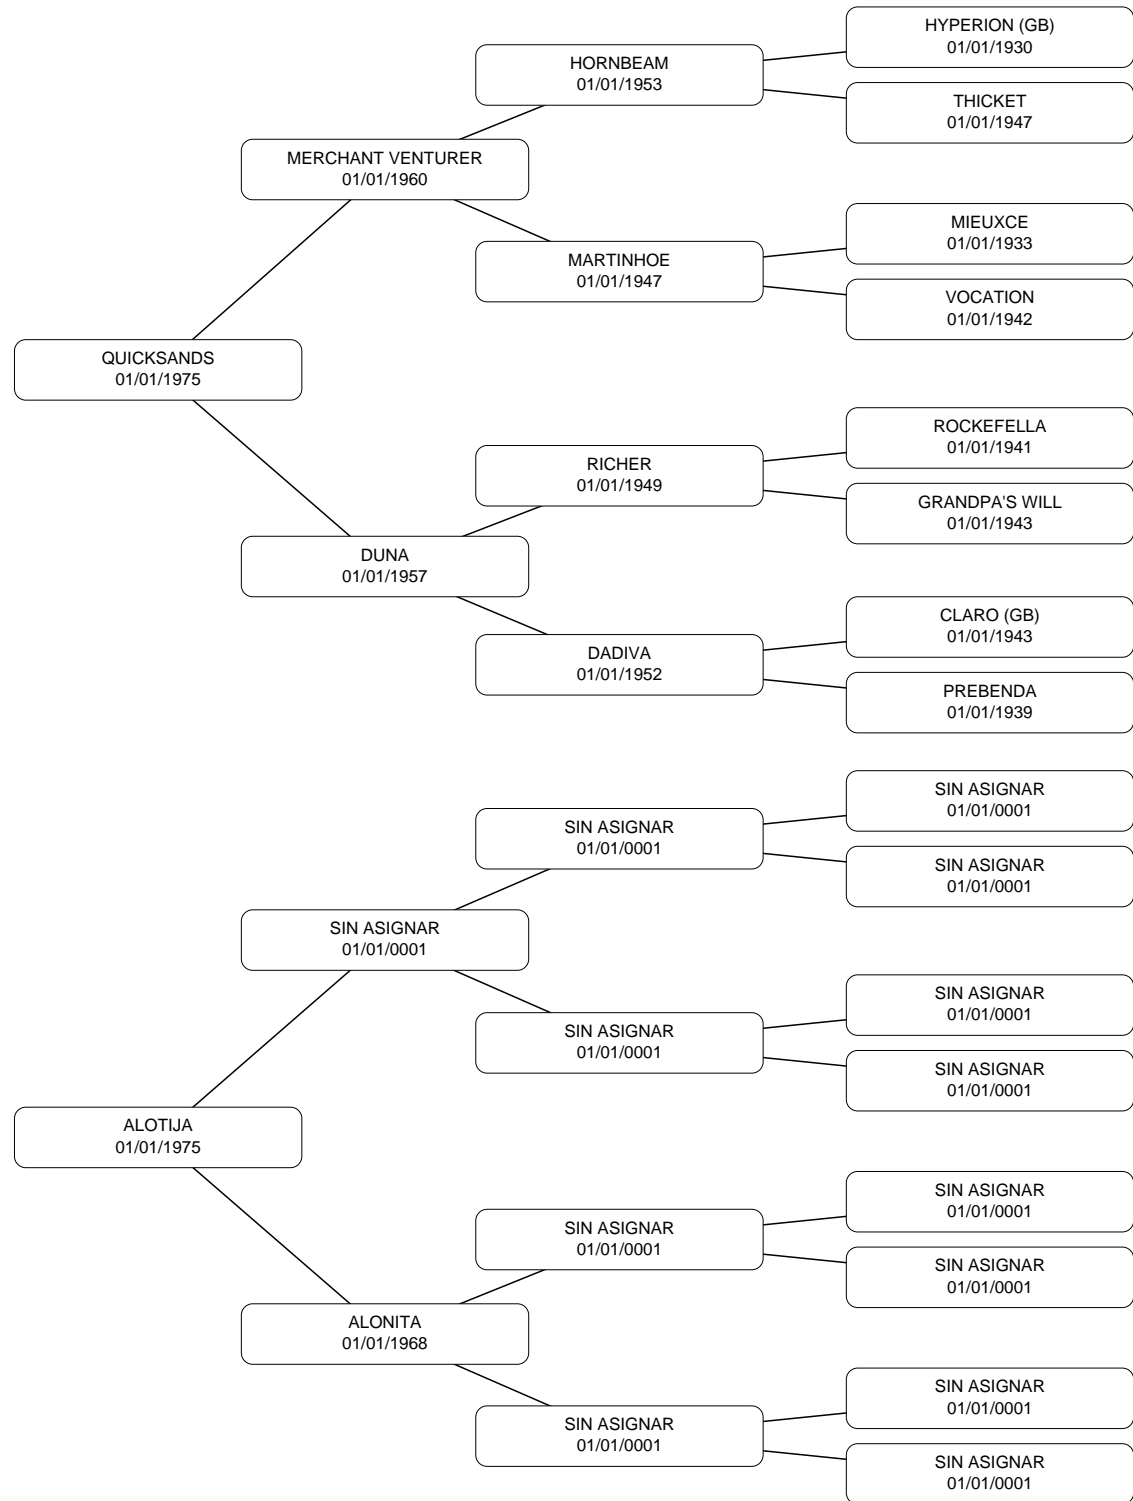 HYPERION (GB)
01/01/1930
HORNBEAM
01/01/1953
THICKET
01/01/1947
MERCHANT VENTURER
01/01/1960
MIEUXCE
01/01/1933
MARTINHOE
01/01/1947
VOCATION
01/01/1942
QUICKSANDS
01/01/1975
ROCKEFELLA
01/01/1941
RICHER
01/01/1949
GRANDPA'S WILL
01/01/1943
DUNA
01/01/1957
CLARO (GB)
01/01/1943
DADIVA
01/01/1952
PREBENDA
01/01/1939
SIN ASIGNAR
01/01/0001
SIN ASIGNAR
01/01/0001
SIN ASIGNAR
01/01/0001
SIN ASIGNAR
01/01/0001
SIN ASIGNAR
01/01/0001
SIN ASIGNAR
01/01/0001
SIN ASIGNAR
01/01/0001
ALOTIJA
01/01/1975
SIN ASIGNAR
01/01/0001
SIN ASIGNAR
01/01/0001
SIN ASIGNAR
01/01/0001
ALONITA
01/01/1968
SIN ASIGNAR
01/01/0001
SIN ASIGNAR
01/01/0001
SIN ASIGNAR
01/01/0001